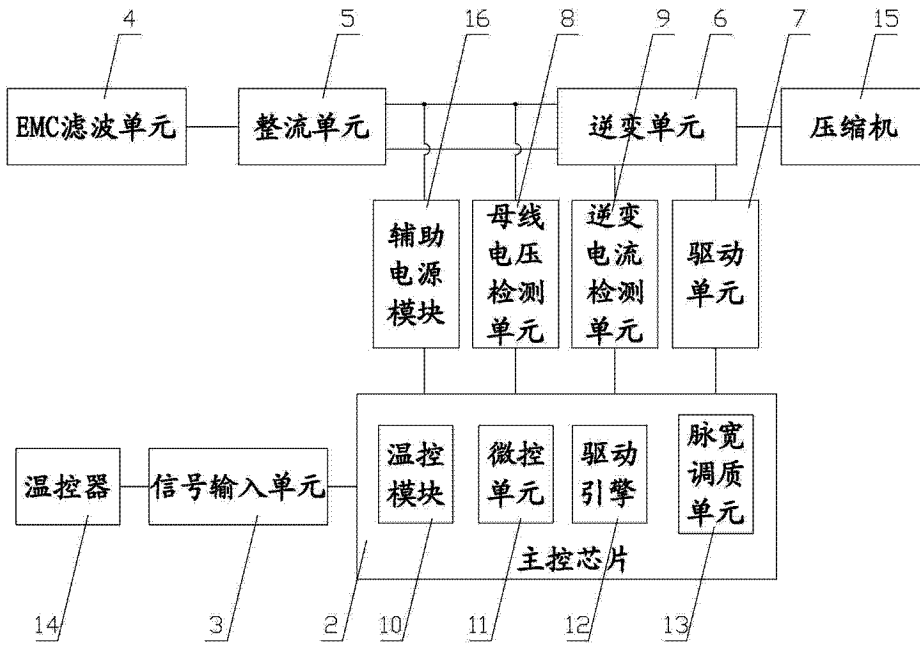 4
5
16
8
9
6
7
15
EMC滤波单元
整流单元
逆变单元
压缩机
辅助
电源
模块
母线
电压
检测
单元
逆变
电流
检测
单元
驱动
单元
温控器
信号输入单元
温控
模块
微控
单元
驱动
引擎
脉宽
调质
单元
主控芯片
14
3
2
10
11
12
13